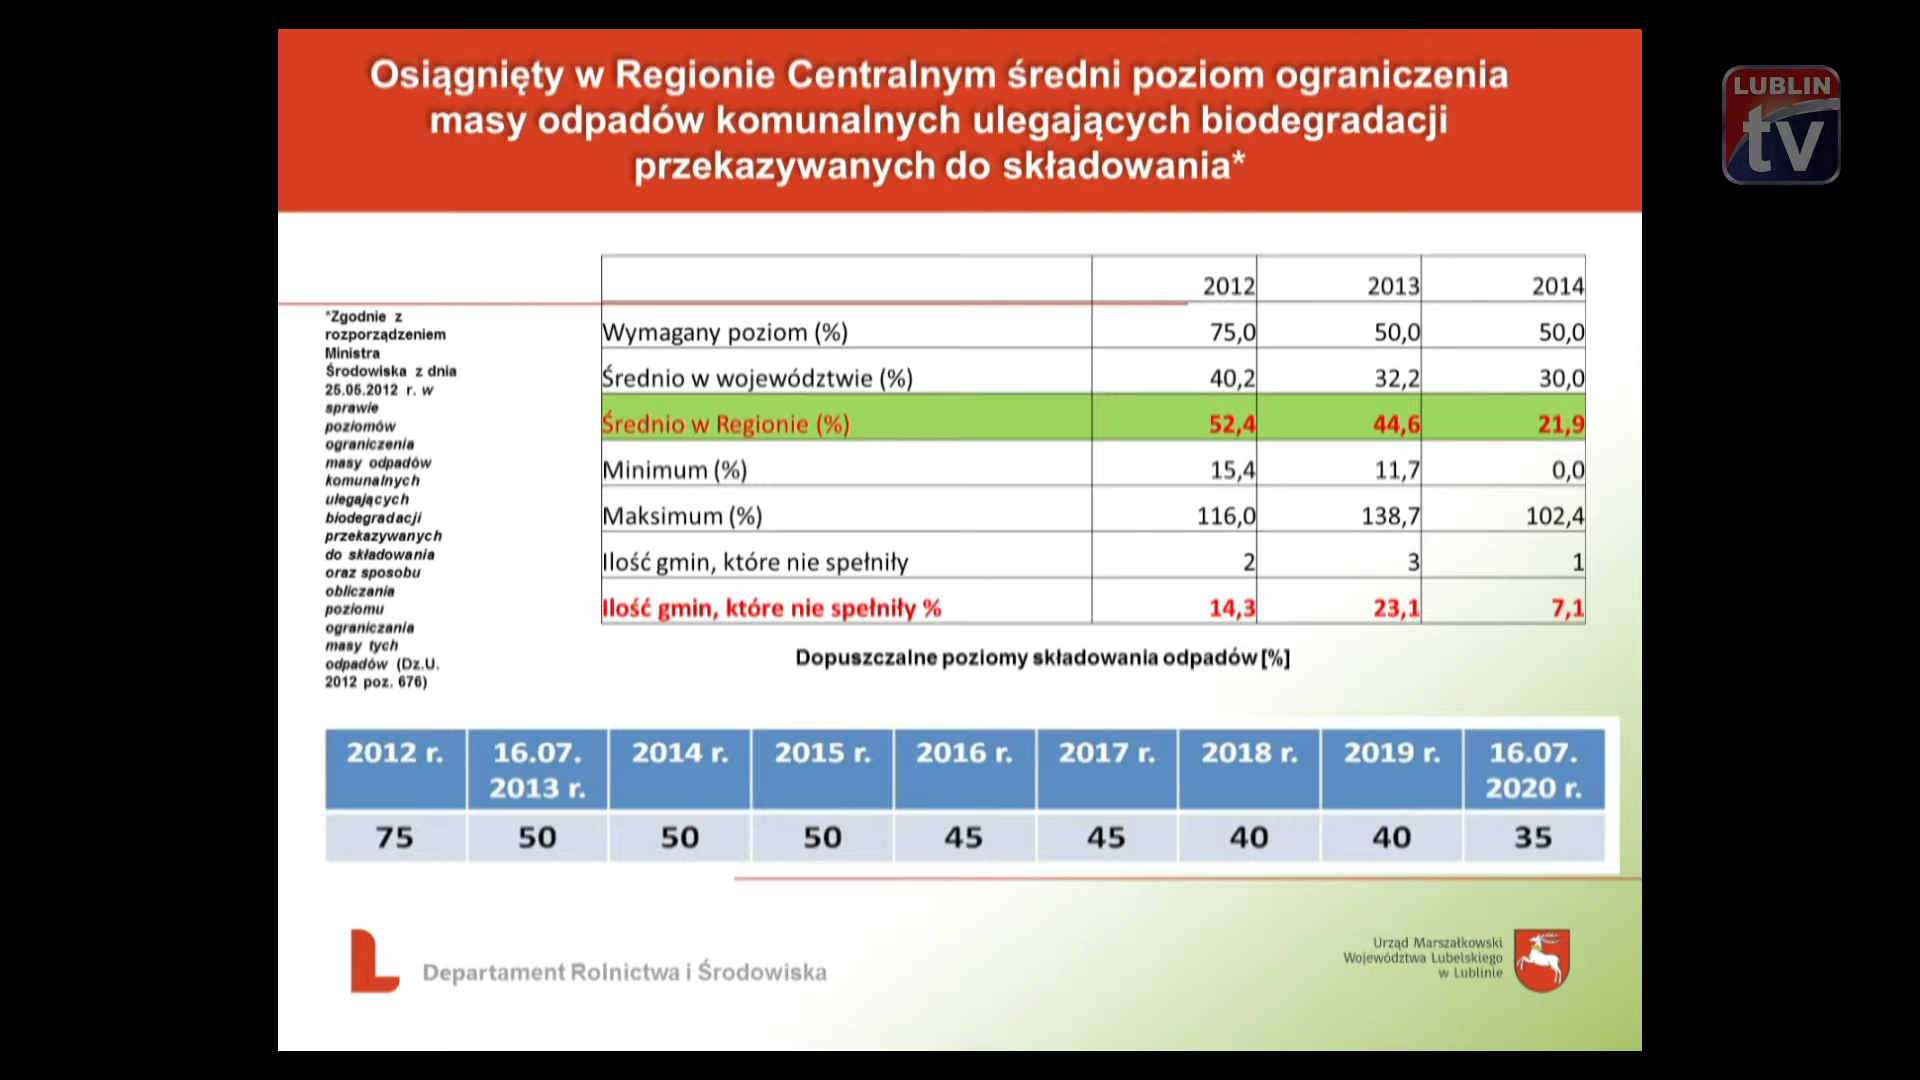 Osiągnięty w Regionie Centralnym średni poziom ograniczenia
masy odpadów komunalnych ulegających biodegradacji
przekazywanych do składowania*
LUBLIN
tv
2012 2013 2014
Wymagany poziom (%) 75,0 50,0 50,0
Średnio w województwie (%) 40,2 32,2 30,0
Średnio w Regionie (%) 52,4 44,6 21,9
Minimum (%) 15,4 11,7 0,0
Maksimum (%) 116,0 138,7 102,4
Ilość gmin, które nie spełniły 2 3 1
Ilość gmin, które nie spełniły % 14,3 23,1 7,1
*Zgodnie z
rozporządzeniem
Ministra
Środowiska z dnia
25.05.2012 r. w
sprawie
poziomów
ograniczenia
masy odpadów
komunalnych
ulegających
biodegradacji
przekazywanych
do składowania
oraz sposobu
obliczania
poziomu
ograniczania
masy tych
odpadów (Dz.U.
2012 poz. 676)
Dopuszczalne poziomy składowania odpadów [%]
2012 r. 16.07. 2014 r. 2015 r. 2016 r. 2017 r. 2018 r. 2019 r. 16.07.
2013 r. 2020 r.
75 50 50 50 45 45 40 40 35
Departament Rolnictwa i Środowiska
Urząd Marszałkowski
Województwa Lubelskiego
w Lublinie